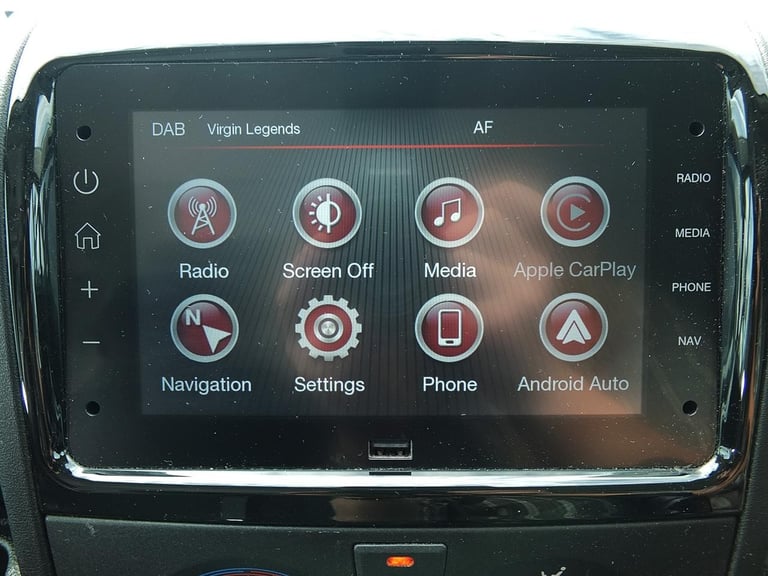 DAB Virgin Legends AF
RADIO
Radio Screen Off Media Apple CarPlay
MEDIA
PHONE
N
Navigation Settings Phone Android Auto
NAV